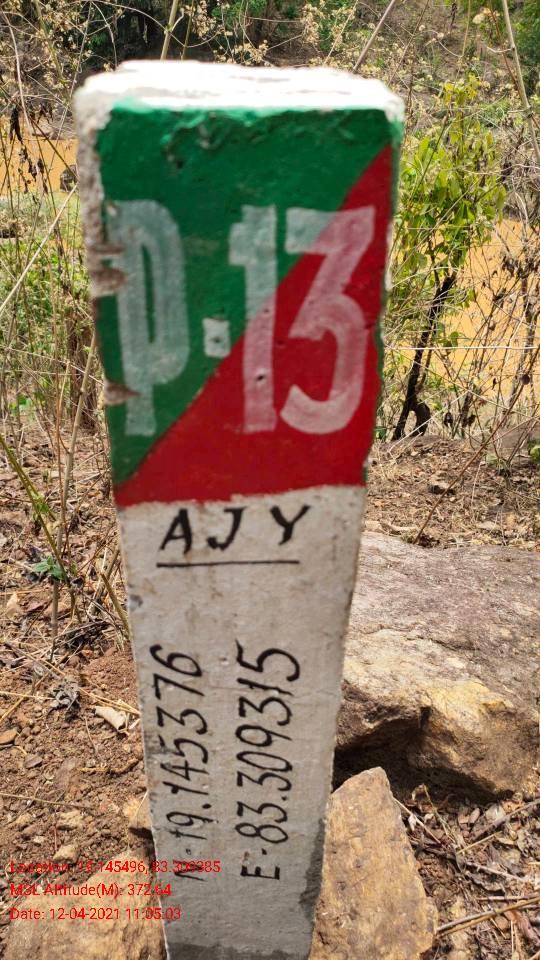 P.13
AJY
N-19.145376
E-83.309315
Location: 19.145496, 83.309385
MSL Altitude(M): 372.64
Date: 12-04-2021 11:05:03